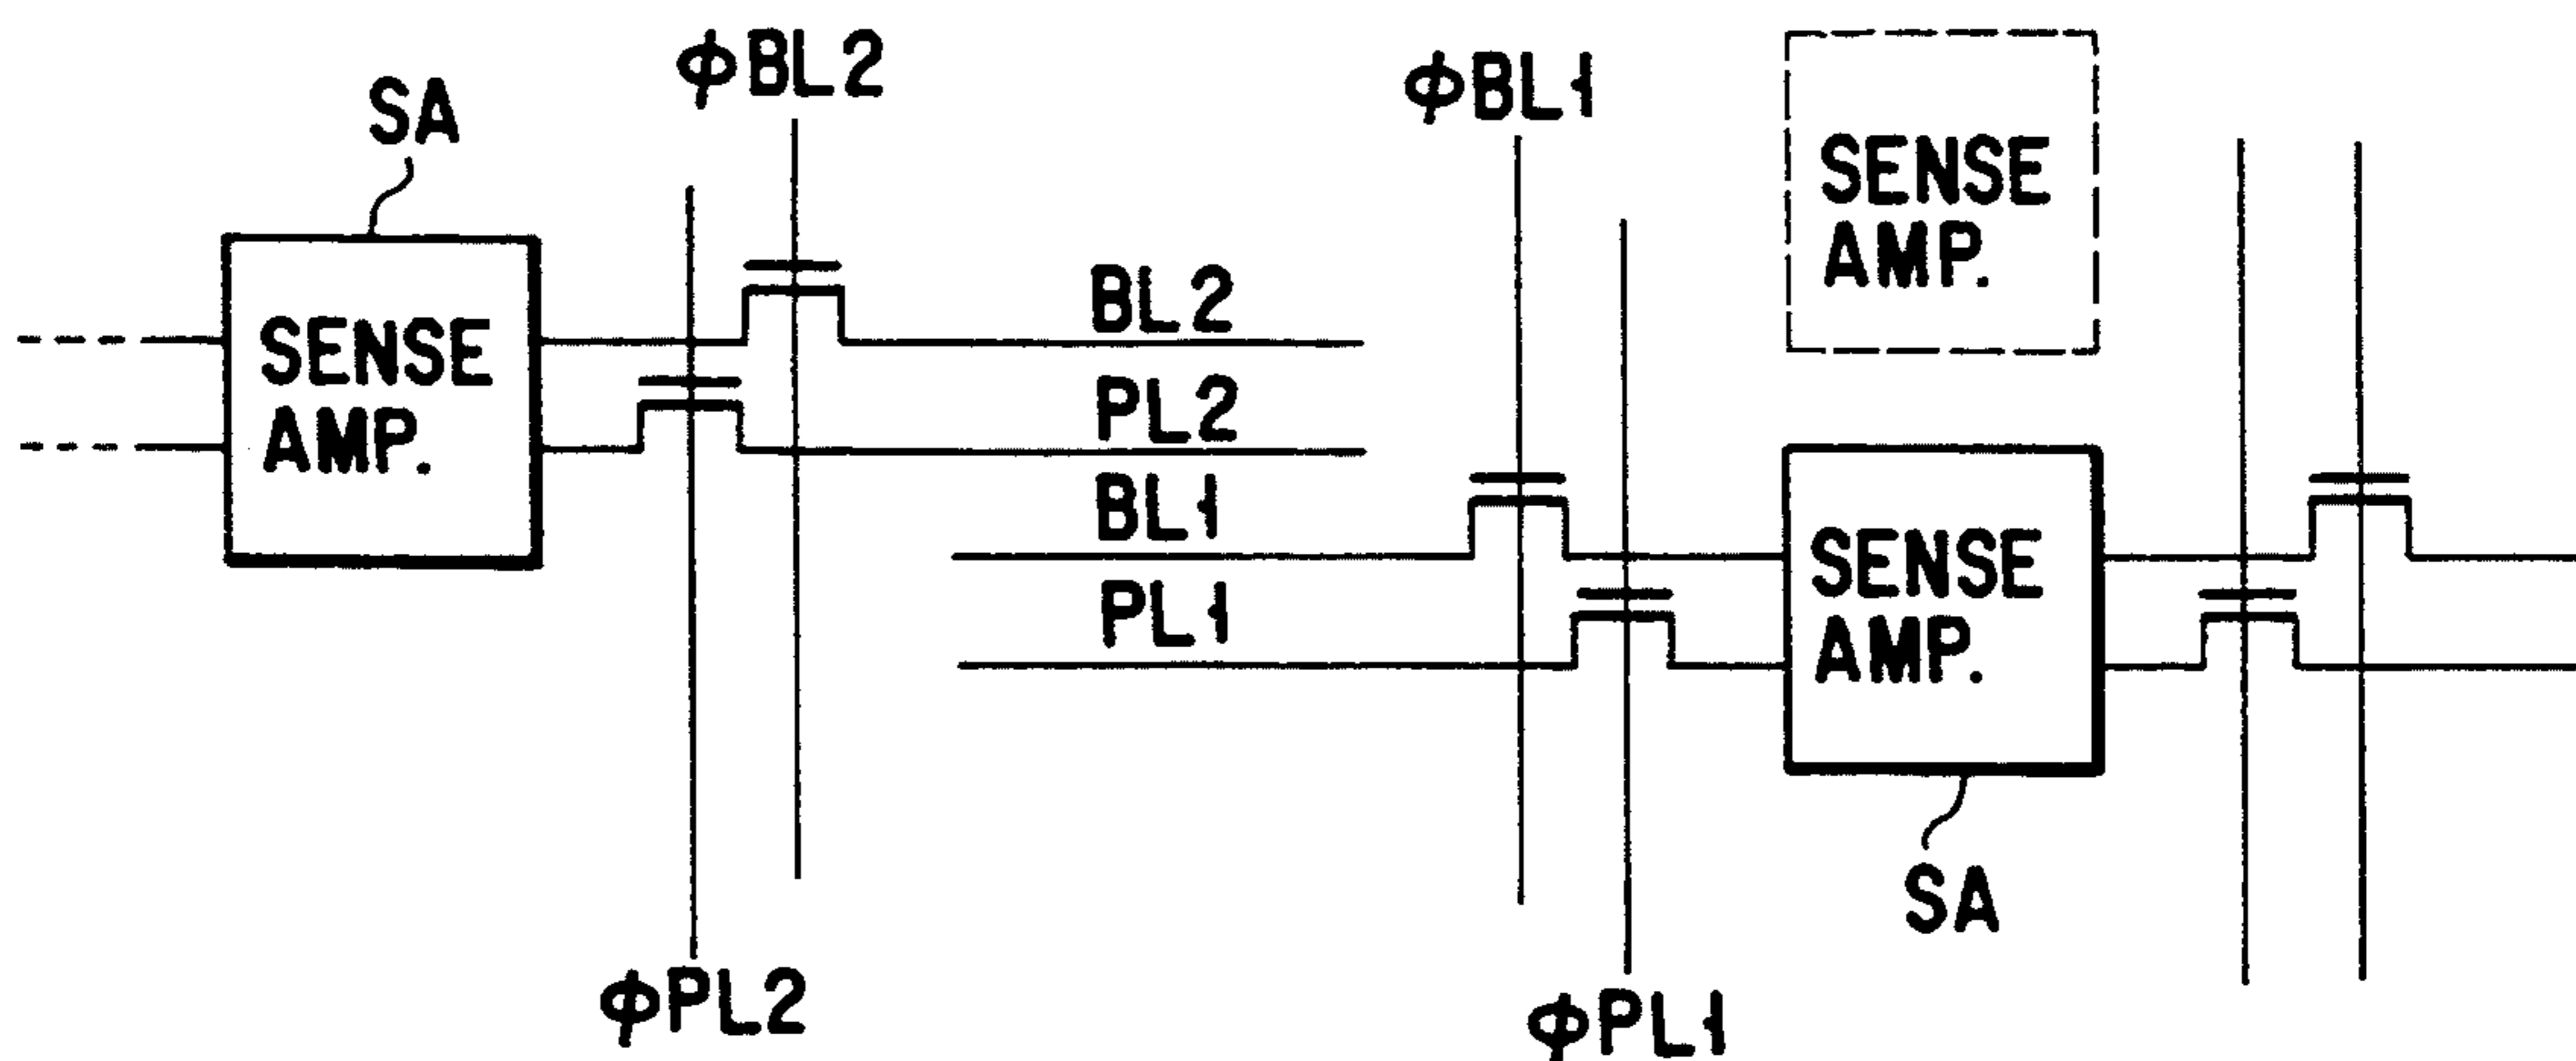 SA
φBL2
φBL1
SENSE
AMP.
SENSE
AMP.
BL2
PL2
BL1
PL1
SENSE
AMP.
SA
φPL2
φPL1